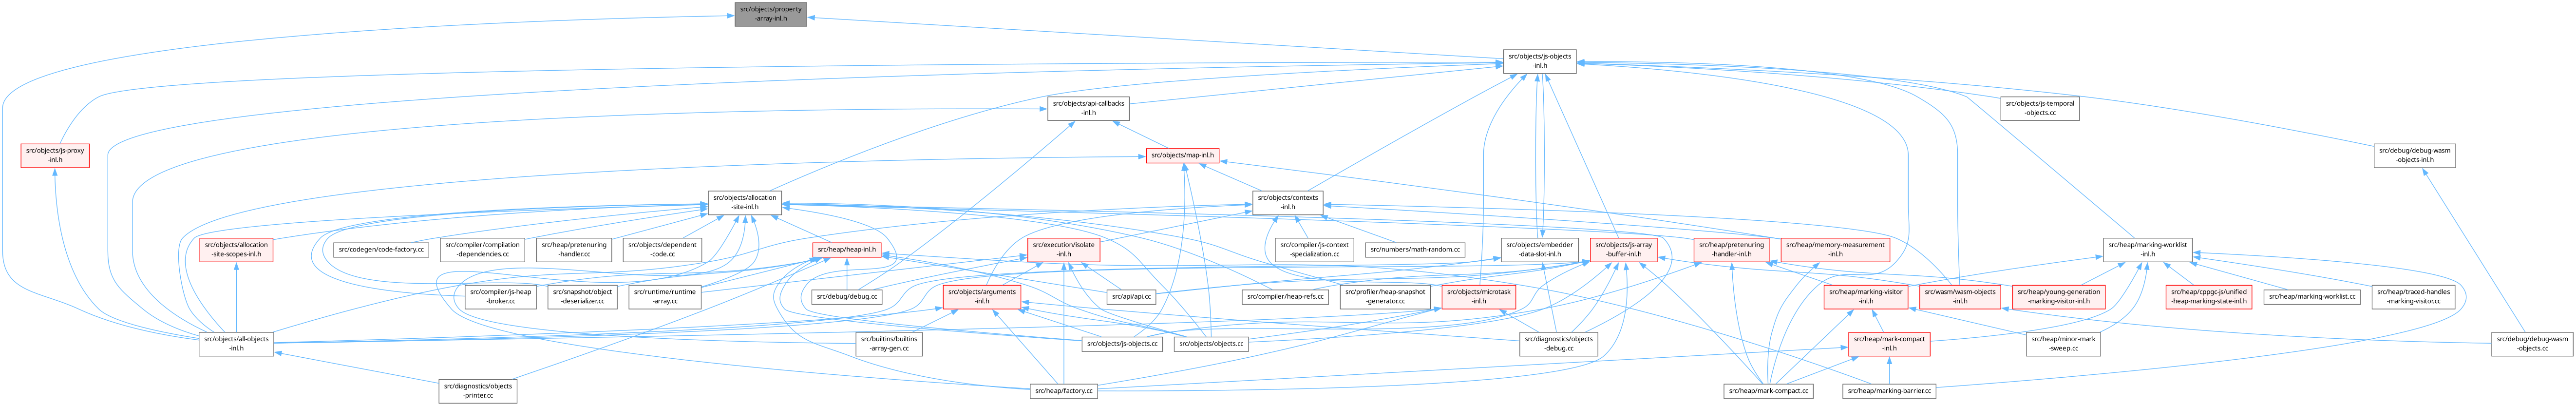 src/objects/property
-array-inl.h
src/objects/js-objects
-inl.h
src/objects/api-callbacks
-inl.h
src/objects/js-temporal
-objects.cc
src/objects/js-proxy
-inl.h
src/objects/map-inl.h
src/debug/debug-wasm
-objects-inl.h
src/objects/allocation
-site-inl.h
src/objects/contexts
-inl.h
src/objects/allocation
-site-scopes-inl.h
src/codegen/code-factory.cc
src/compiler/compilation
-dependencies.cc
src/heap/pretenuring
-handler.cc
src/objects/dependent
-code.cc
src/heap/heap-inl.h
src/execution/isolate
-inl.h
src/compiler/js-context
-specialization.cc
src/numbers/math-random.cc
src/objects/embedder
-data-slot-inl.h
src/objects/js-array
-buffer-inl.h
src/heap/pretenuring
-handler-inl.h
src/heap/memory-measurement
-inl.h
src/heap/marking-worklist
-inl.h
src/compiler/js-heap
-broker.cc
src/snapshot/object
-deserializer.cc
src/runtime/runtime
-array.cc
src/debug/debug.cc
src/objects/arguments
-inl.h
src/api/api.cc
src/compiler/heap-refs.cc
src/profiler/heap-snapshot
-generator.cc
src/objects/microtask
-inl.h
src/heap/marking-visitor
-inl.h
src/wasm/wasm-objects
-inl.h
src/heap/young-generation
-marking-visitor-inl.h
src/heap/cppgc-js/unified
-heap-marking-state-inl.h
src/heap/marking-worklist.cc
src/heap/traced-handles
-marking-visitor.cc
src/objects/all-objects
-inl.h
src/builtins/builtins
-array-gen.cc
src/objects/js-objects.cc
src/objects/objects.cc
src/diagnostics/objects
-debug.cc
src/heap/mark-compact
-inl.h
src/heap/minor-mark
-sweep.cc
src/debug/debug-wasm
-objects.cc
src/diagnostics/objects
-printer.cc
src/heap/factory.cc
src/heap/mark-compact.cc
src/heap/marking-barrier.cc